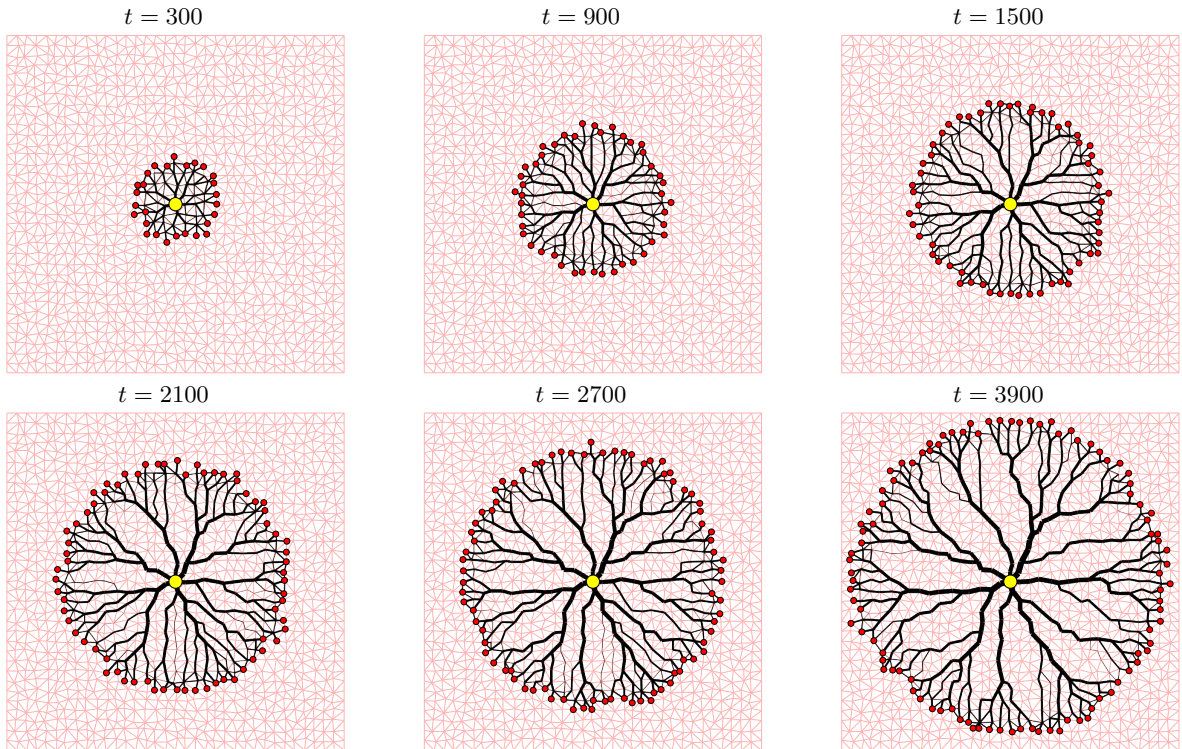 t = 300
t = 900
t = 1500
t = 2100
t = 2700
t = 3900